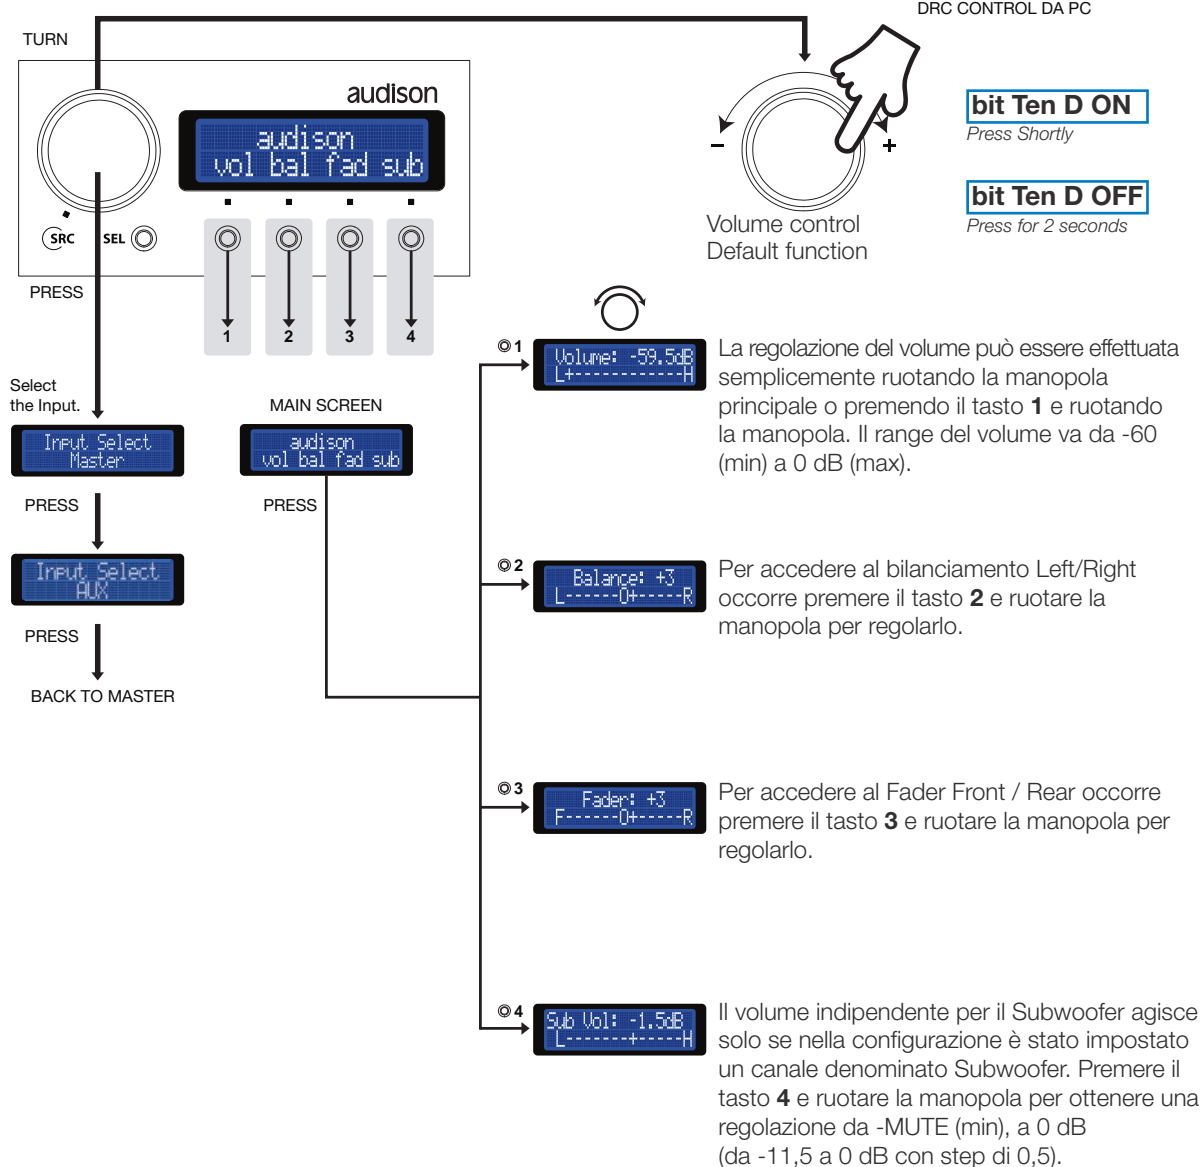 DRC CONTROL DA PC
TURN
audison
audison
vol bal fad sub
SRC
SEL
1
2
3
4
PRESS
-
+
Volume control
Default function
bit Ten D ON
Press Shortly
bit Ten D OFF
Press for 2 seconds
Select
the Input.
Input Select
Master
PRESS
Input Select
AUX
PRESS
BACK TO MASTER
MAIN SCREEN
audison
vol bal fad sub
PRESS
1
Volume: -59.5dB
L+------------H
La regolazione del volume può essere effettuata
semplicemente ruotando la manopola
principale o premendo il tasto 1 e ruotando
la manopola. Il range del volume va da -60
(min) a 0 dB (max).
2
Balance: +3
L------0+-----R
Per accedere al bilanciamento Left/Right
occorre premere il tasto 2 e ruotare la
manopola per regolarlo.
3
Fader: +3
F------0+-----R
Per accedere al Fader Front / Rear occorre
premere il tasto 3 e ruotare la manopola per
regolarlo.
4
Sub Vol: -1.5dB
L-------+-----H
Il volume indipendente per il Subwoofer agisce
solo se nella configurazione è stato impostato
un canale denominato Subwoofer. Premere il
tasto 4 e ruotare la manopola per ottenere una
regolazione da -MUTE (min), a 0 dB
(da -11,5 a 0 dB con step di 0,5).